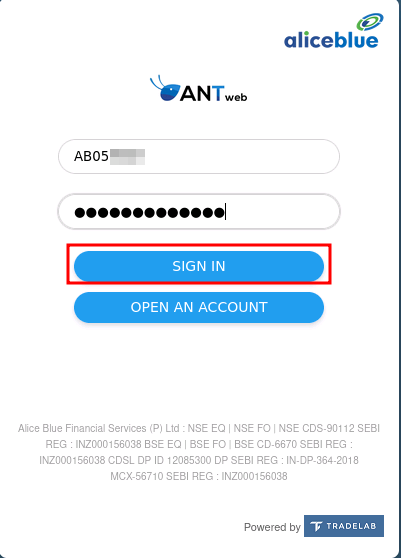 aliceblue
ANT web
AB05
SIGN IN
OPEN AN ACCOUNT
Alice Blue Financial Services (P) Ltd : NSE EQ | NSE FO | NSE CDS-90112 SEBI
REG : INZ000156038 BSE EQ | BSE FO | BSE CD-6670 SEBI REG :
INZ000156038 CDSL DP ID 12085300 DP SEBI REG : IN-DP-364-2018
MCX-56710 SEBI REG : INZ000156038
Powered by TRADELAB